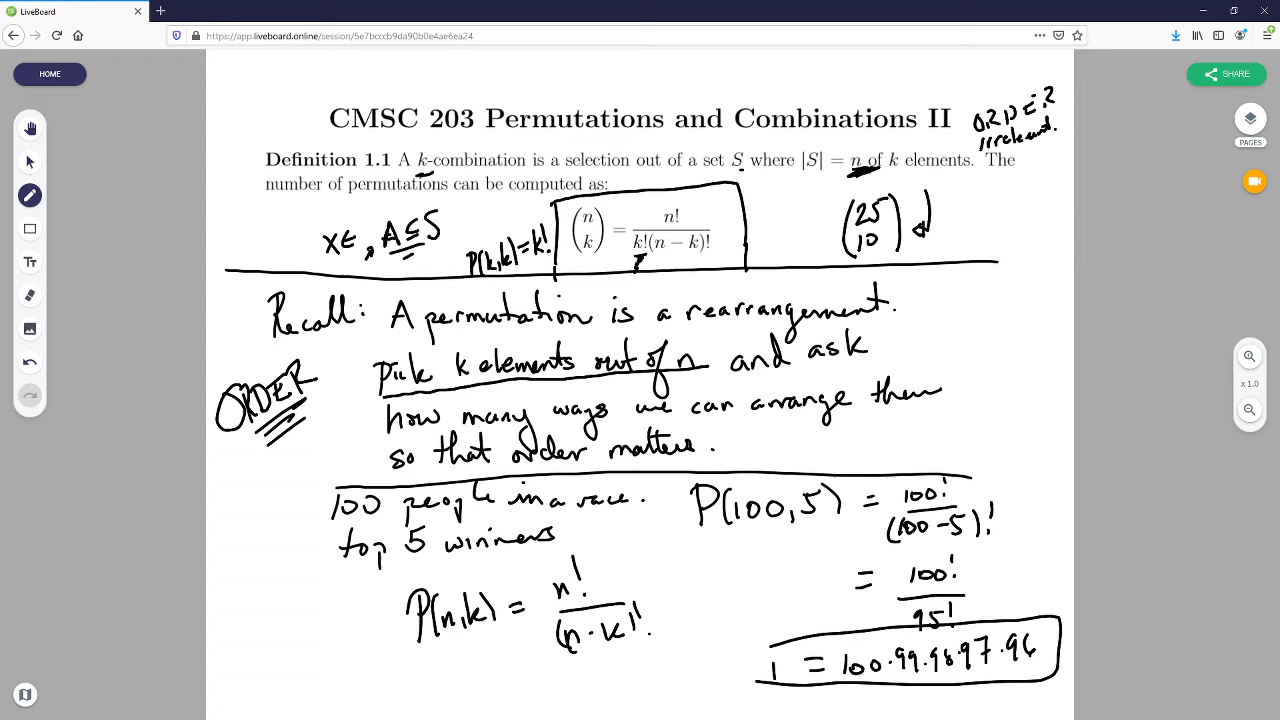 LiveBoard
https://app.liveboard.online/session/5e7bcccb9da90b0e4ae6ea24
HOME
SHARE
PAGES
x 1.0
CMSC 203 Permutations and Combinations II
irrelevant.
Definition 1.1 A k-combination is a selection out of a set S where |S| = n of k elements. The
number of permutations can be computed as:
x∈ , A⊆S
P(k,k)=k!
(n k) = n! / k!(n − k)!
(25 10)
Recall: A permutation is a rearrangement.
ORDER
Pick k elements out of n and ask
how many ways we can arrange them
so that order matters.
100 people in a race.
top 5 winners
P(n,k) = n! / (n - k)!
P(100,5) = 100! / (100-5)!
= 100! / 95!
= 100·99·98·97·96